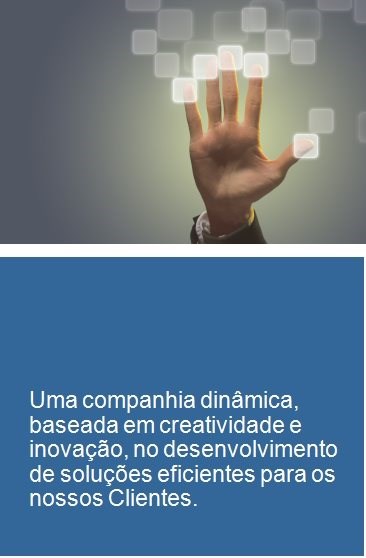 Uma companhia dinâmica,
baseada em creatividade e
inovação, no desenvolvimento
de soluções eficientes para os
nossos Clientes.